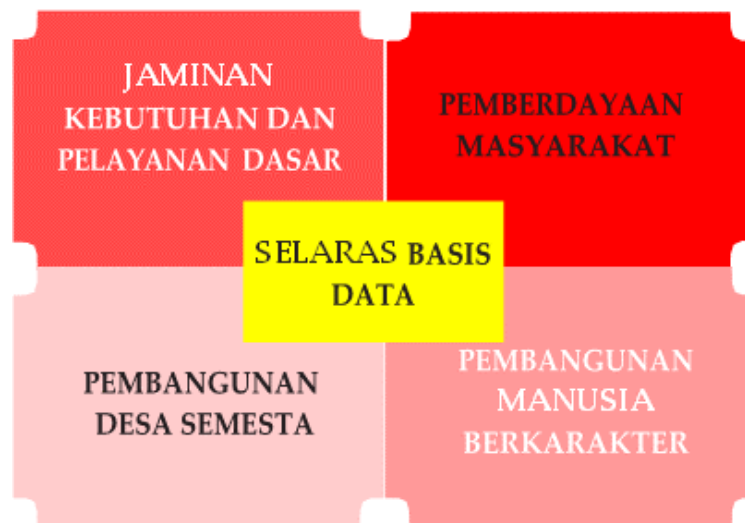 JAMINAN
KEBUTUHAN DAN
PELAYANAN DASAR
PEMBERDAYAAN
MASYARAKAT
SELARAS BASIS
DATA
PEMBANGUNAN
DESA SEMESTA
PEMBANGUNAN
MANUSIA
BERKARAKTER